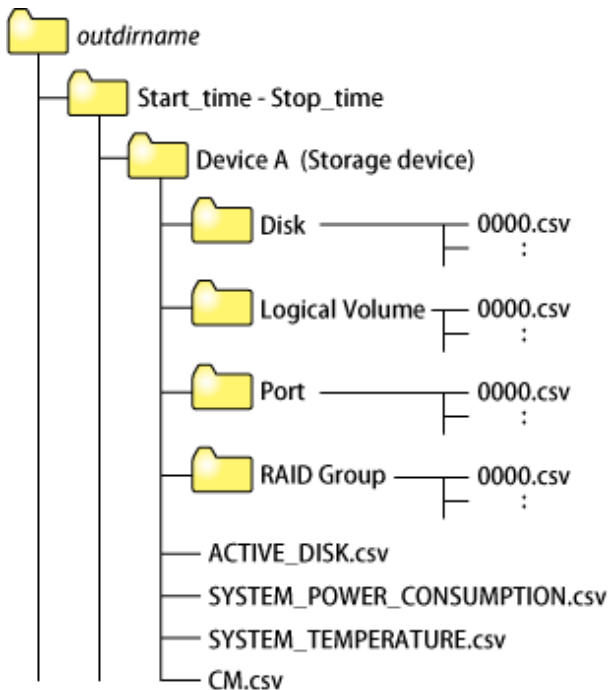 outdirname
Start_time - Stop_time
Device A (Storage device)
Disk 0000.csv
:
Logical Volume 0000.csv
:
Port 0000.csv
:
RAID Group 0000.csv
:
ACTIVE_DISK.csv
SYSTEM_POWER_CONSUMPTION.csv
SYSTEM_TEMPERATURE.csv
CM.csv